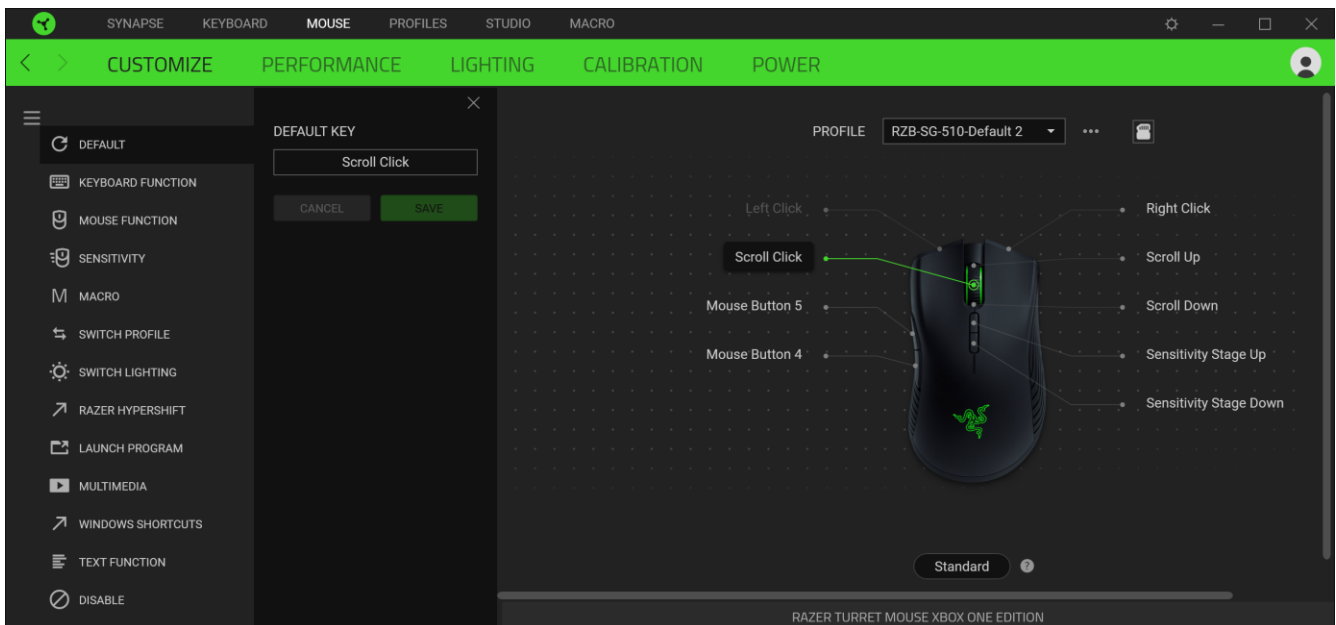 SYNAPSE KEYBOARD MOUSE PROFILES STUDIO MACRO
CUSTOMIZE PERFORMANCE LIGHTING CALIBRATION POWER
DEFAULT
KEYBOARD FUNCTION
MOUSE FUNCTION
SENSITIVITY
M MACRO
SWITCH PROFILE
SWITCH LIGHTING
RAZER HYPERSHIFT
LAUNCH PROGRAM
MULTIMEDIA
WINDOWS SHORTCUTS
TEXT FUNCTION
DISABLE
DEFAULT KEY
Scroll Click
CANCEL SAVE
PROFILE RZB-SG-510-Default 2
Left Click
Scroll Click
Mouse Button 5
Mouse Button 4
Right Click
Scroll Up
Scroll Down
Sensitivity Stage Up
Sensitivity Stage Down
Standard ?
RAZER TURRET MOUSE XBOX ONE EDITION